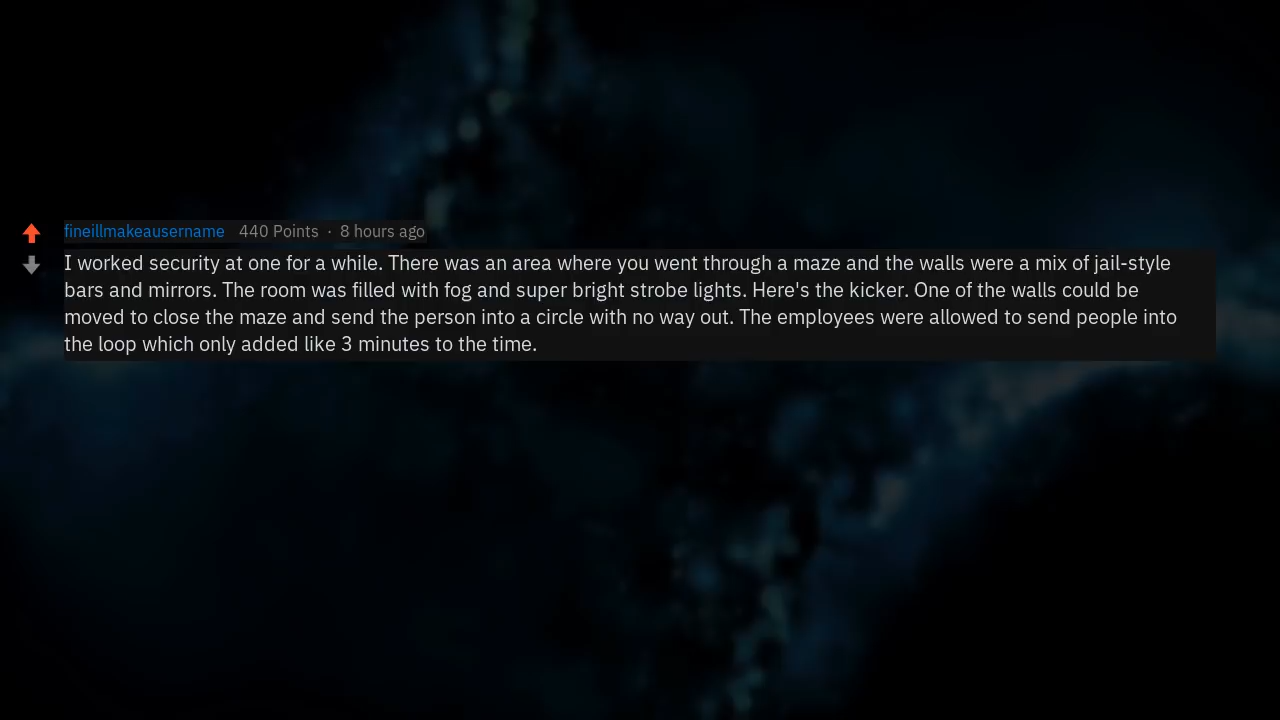 fineillmakeausername 440 Points · 8 hours ago
I worked security at one for a while. There was an area where you went through a maze and the walls were a mix of jail-style
bars and mirrors. The room was filled with fog and super bright strobe lights. Here's the kicker. One of the walls could be
moved to close the maze and send the person into a circle with no way out. The employees were allowed to send people into
the loop which only added like 3 minutes to the time.